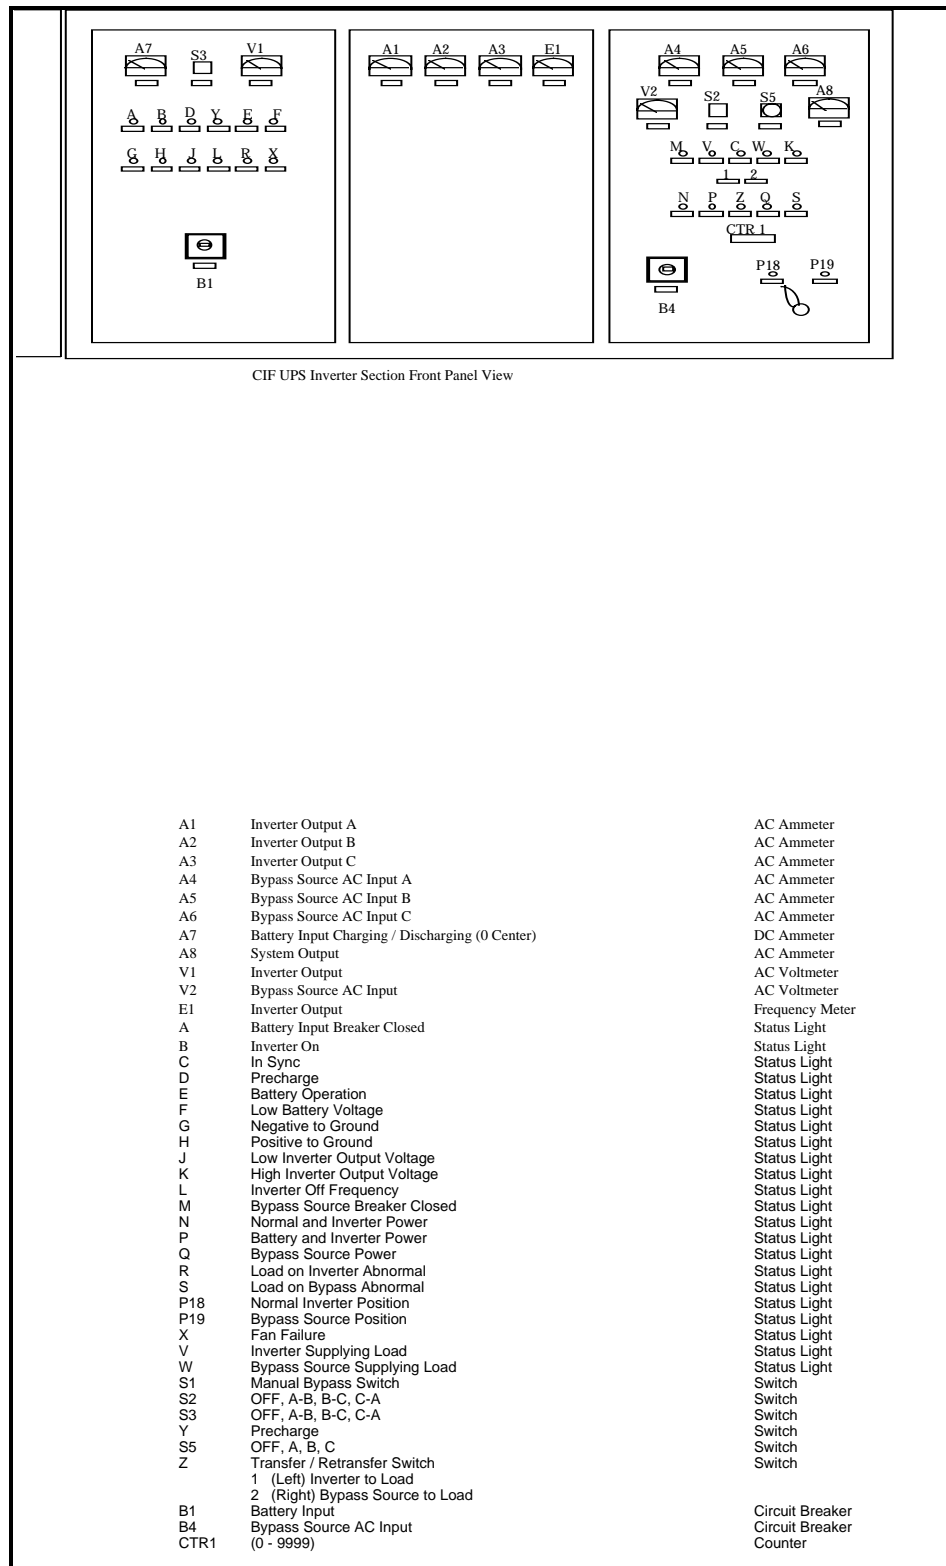 A7 S3 V1
A B D Y E F
G H J L R X
B1
A1 A2 A3 E1
A4 A5 A6
V2 S2 S5 A8
M V C W K
1 2
N P Z Q S
CTR 1
P18 P19
B4
CIF UPS Inverter Section Front Panel View
A1 Inverter Output A AC Ammeter
A2 Inverter Output B AC Ammeter
A3 Inverter Output C AC Ammeter
A4 Bypass Source AC Input A AC Ammeter
A5 Bypass Source AC Input B AC Ammeter
A6 Bypass Source AC Input C AC Ammeter
A7 Battery Input Charging / Discharging (0 Center) DC Ammeter
A8 System Output AC Ammeter
V1 Inverter Output AC Voltmeter
V2 Bypass Source AC Input AC Voltmeter
E1 Inverter Output Frequency Meter
A Battery Input Breaker Closed Status Light
B Inverter On Status Light
C In Sync Status Light
D Precharge Status Light
E Battery Operation Status Light
F Low Battery Voltage Status Light
G Negative to Ground Status Light
H Positive to Ground Status Light
J Low Inverter Output Voltage Status Light
K High Inverter Output Voltage Status Light
L Inverter Off Frequency Status Light
M Bypass Source Breaker Closed Status Light
N Normal and Inverter Power Status Light
P Battery and Inverter Power Status Light
Q Bypass Source Power Status Light
R Load on Inverter Abnormal Status Light
S Load on Bypass Abnormal Status Light
P18 Normal Inverter Position Status Light
P19 Bypass Source Position Status Light
X Fan Failure Status Light
V Inverter Supplying Load Status Light
W Bypass Source Supplying Load Status Light
S1 Manual Bypass Switch Switch
S2 OFF, A-B, B-C, C-A Switch
S3 OFF, A-B, B-C, C-A Switch
Y Precharge Switch
S5 OFF, A, B, C Switch
Z Transfer / Retransfer Switch Switch
1 (Left) Inverter to Load
2 (Right) Bypass Source to Load
B1 Battery Input Circuit Breaker
B4 Bypass Source AC Input Circuit Breaker
CTR1 (0 - 9999) Counter